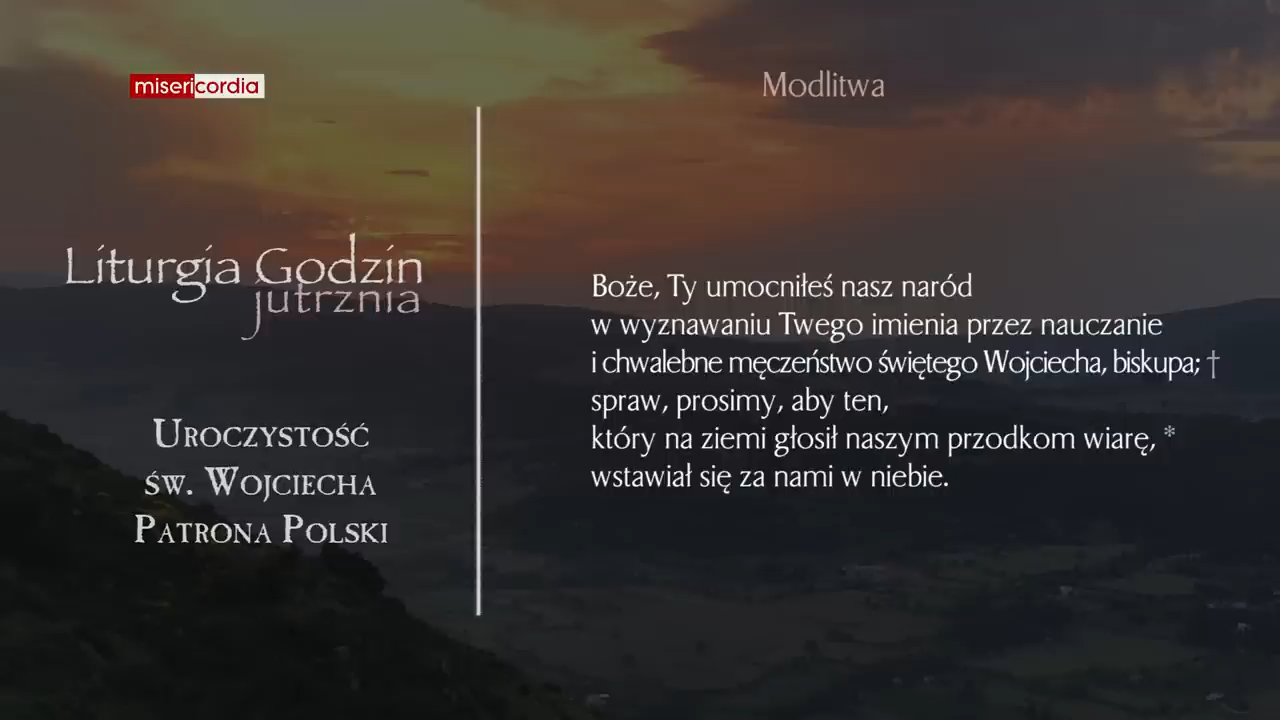 misericordia
Modlitwa
Liturgia Godzin
jutrznia
Uroczystość
św. Wojciecha
Patrona Polski
Boże, Ty umocniłeś nasz naród
w wyznawaniu Twego imienia przez nauczanie
i chwalebne męczeństwo świętego Wojciecha, biskupa; †
spraw, prosimy, aby ten,
który na ziemi głosił naszym przodkom wiarę, *
wstawiał się za nami w niebie.